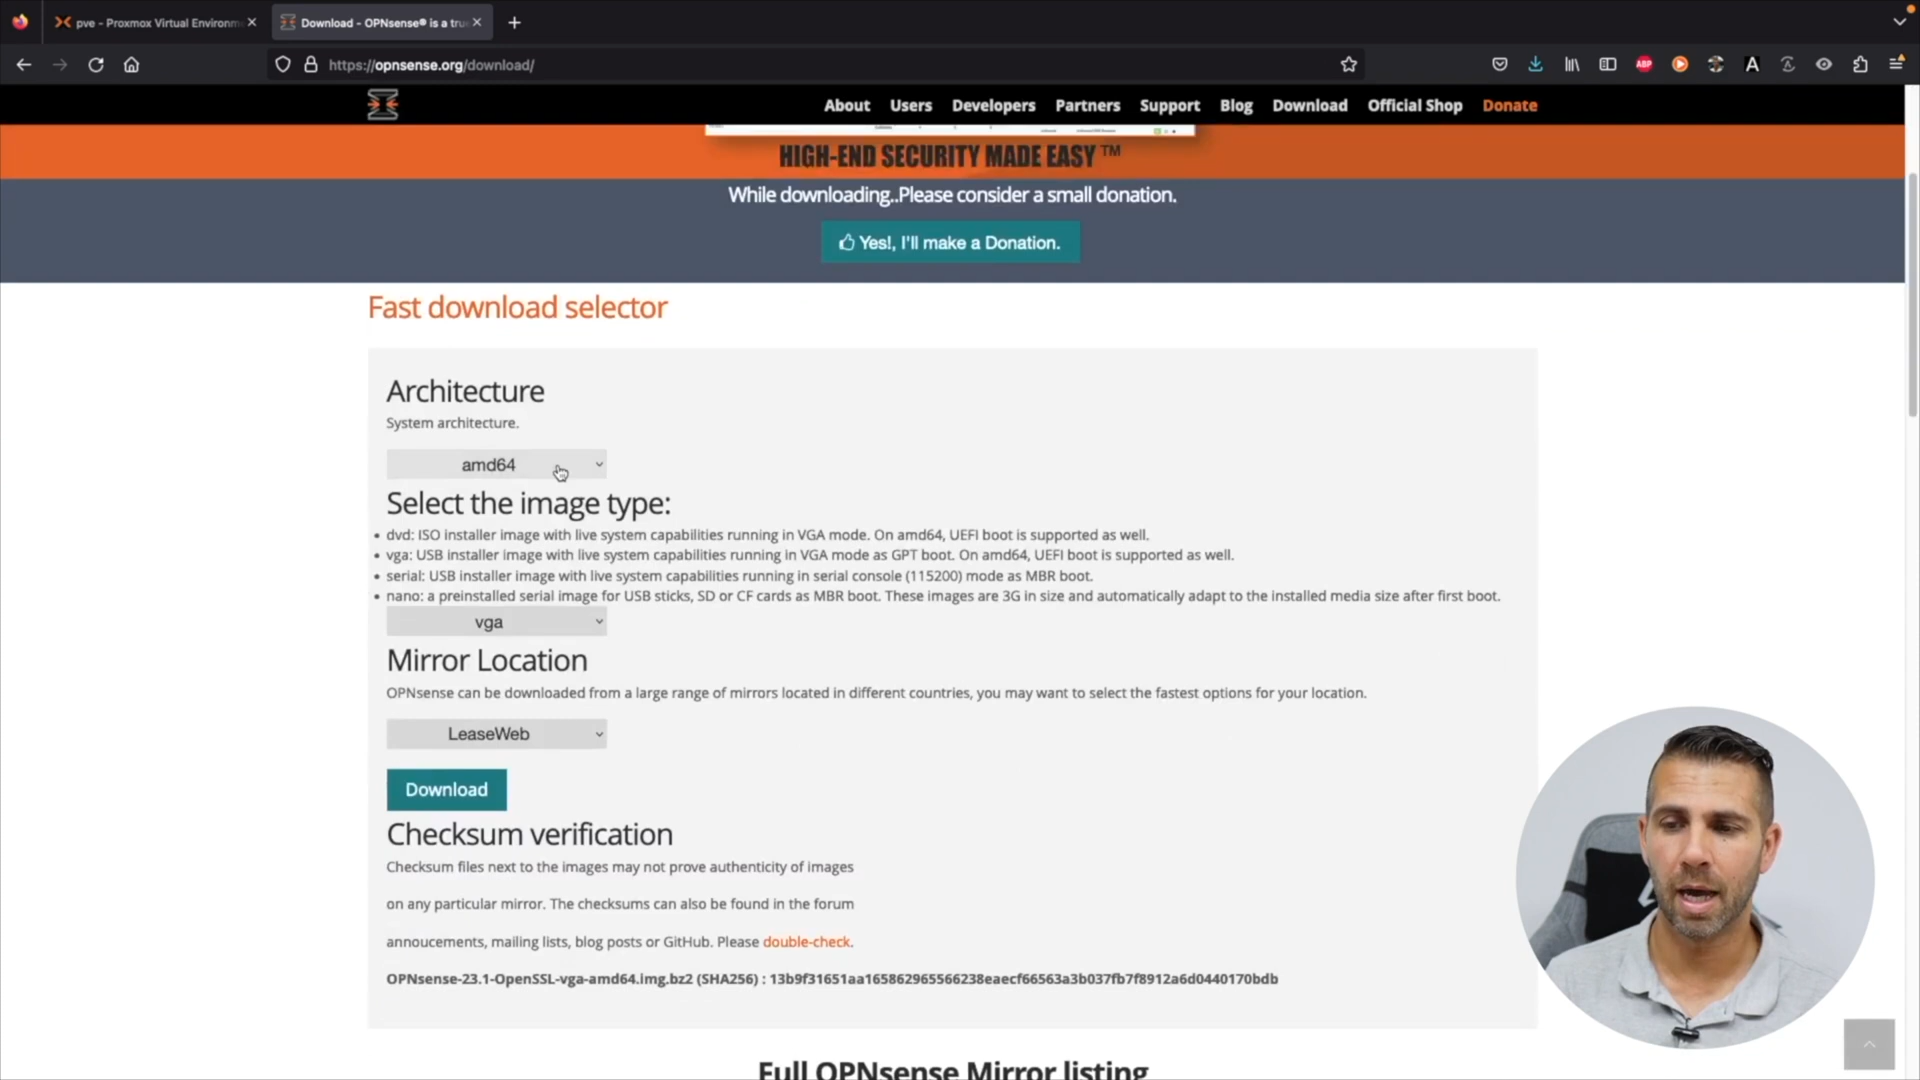 pve - Proxmox Virtual Environm
Download - OPNsense® is a tru
https://opnsense.org/download/
ABP
A
About Users Developers Partners Support Blog Download Official Shop Donate
HIGH-END SECURITY MADE EASY ™
While downloading..Please consider a small donation.
Yes!, I'll make a Donation.
Fast download selector
Architecture
System architecture.
amd64
Select the image type:
• dvd: ISO installer image with live system capabilities running in VGA mode. On amd64, UEFI boot is supported as well.
• vga: USB installer image with live system capabilities running in VGA mode as GPT boot. On amd64, UEFI boot is supported as well.
• serial: USB installer image with live system capabilities running in serial console (115200) mode as MBR boot.
• nano: a preinstalled serial image for USB sticks, SD or CF cards as MBR boot. These images are 3G in size and automatically adapt to the installed media size after first boot.
vga
Mirror Location
OPNsense can be downloaded from a large range of mirrors located in different countries, you may want to select the fastest options for your location.
LeaseWeb
Download
Checksum verification
Checksum files next to the images may not prove authenticity of images
on any particular mirror. The checksums can also be found in the forum
annoucements, mailing lists, blog posts or GitHub. Please double-check.
OPNsense-23.1-OpenSSL-vga-amd64.img.bz2 (SHA256) : 13b9f31651aa165862965566238eaecf66563a3b037fb7f8912a6d0440170bdb
Full OPNsense Mirror listing